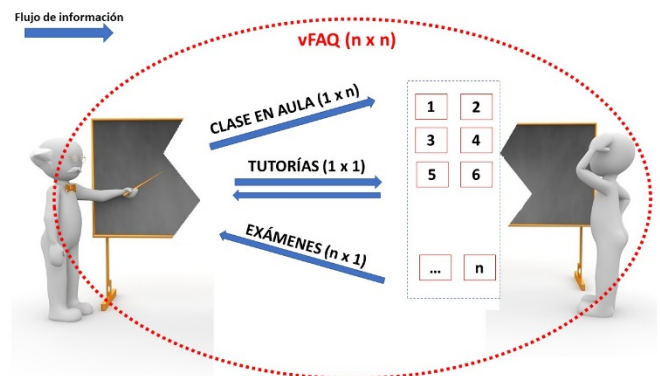 Flujo de información
vFAQ (n x n)
CLASE EN AULA (1 x n)
1 2
3 4
TUTORÍAS (1 x 1)
5 6
EXÁMENES (n x 1)
... n